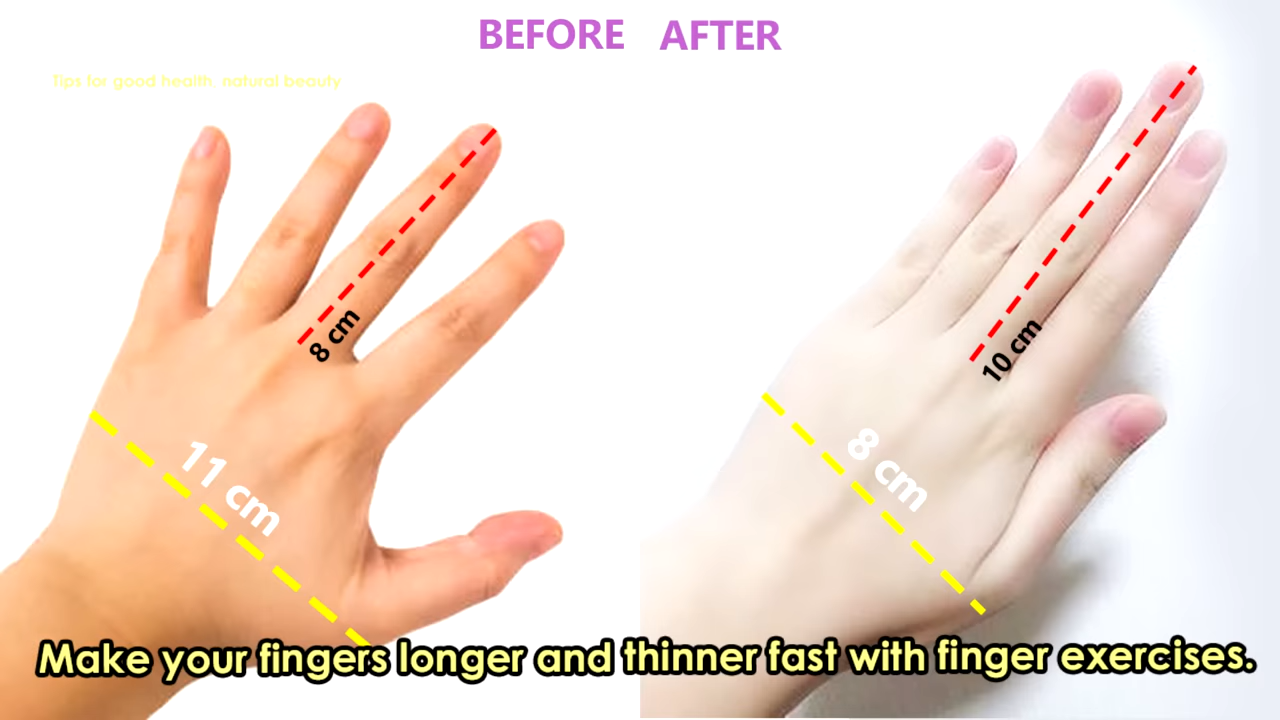 BEFORE AFTER
Tips for good health, natural beauty
8 cm
10 cm
11 cm
8 cm
Make your fingers longer and thinner fast with finger exercises.